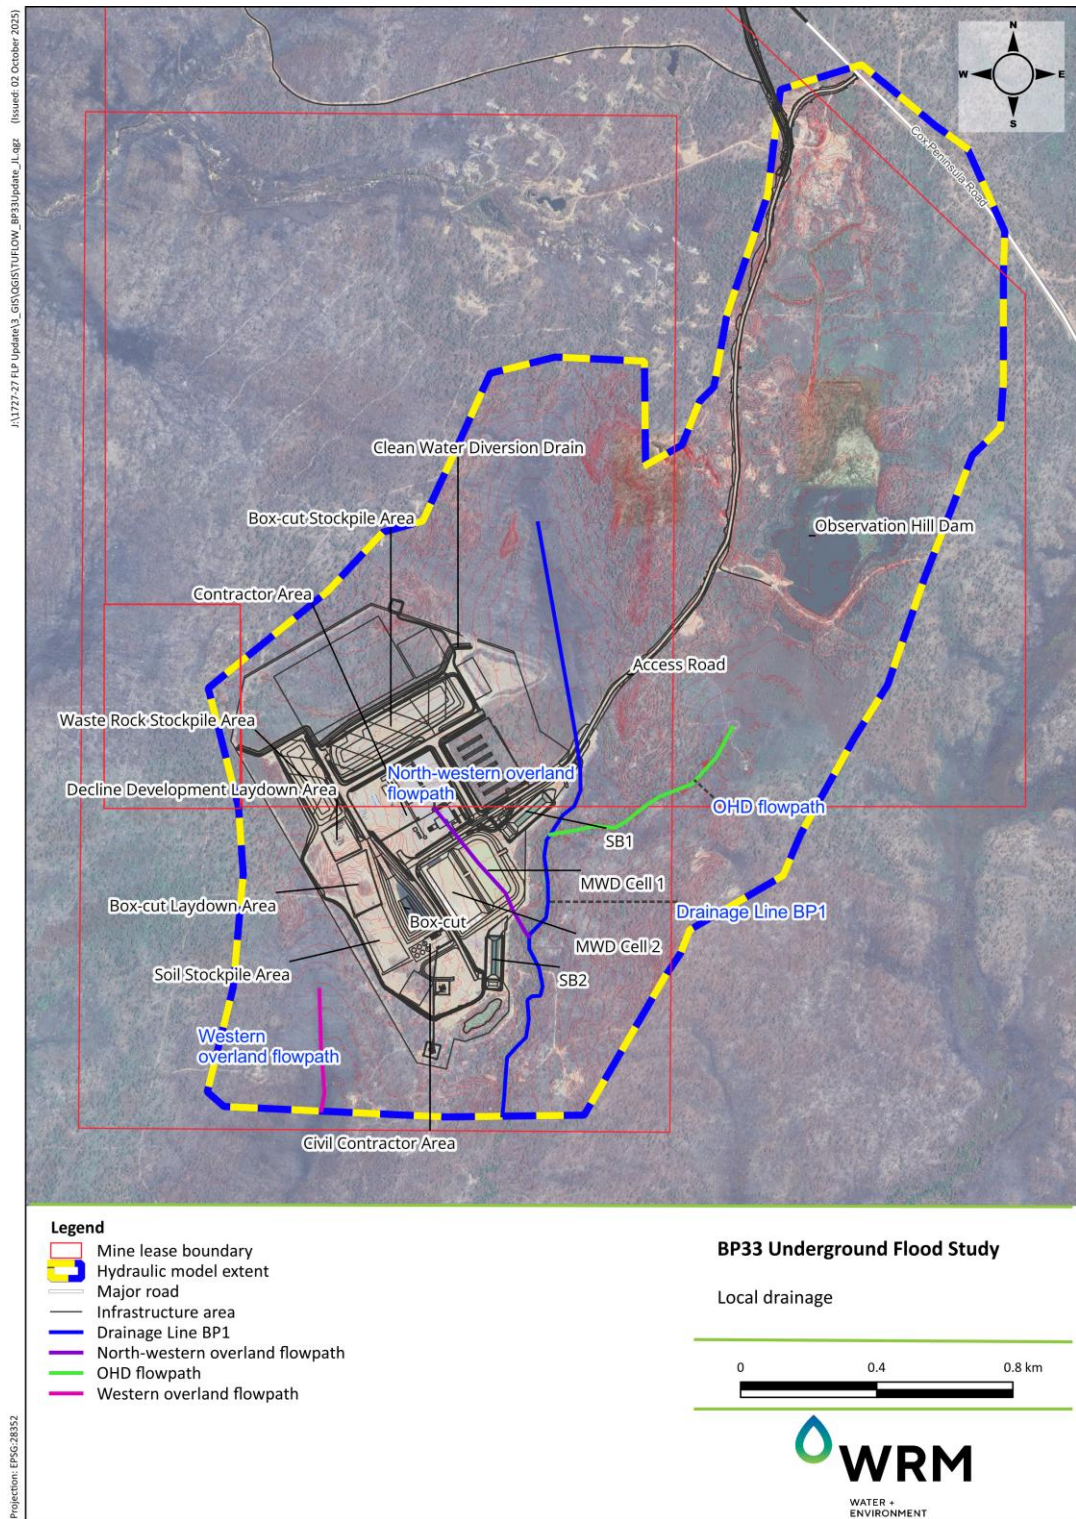 J:\1727-27 FLP Update\3_GIS\QGIS\TUFLOW_BP33Update_JL.qgz (Issued: 02 October 2025)
N
W
E
S
Cox Peninsula Road
Clean Water Diversion Drain
Box-cut Stockpile Area
Observation Hill Dam
Contractor Area
Access Road
Waste Rock Stockpile Area
Decline Development Laydown Area
North-western overland
flowpath
OHD flowpath
SB1
MWD Cell 1
Box-cut Laydown Area
Drainage Line BP1
Box-cut
MWD Cell 2
Soil Stockpile Area
SB2
Western
overland flowpath
Civil Contractor Area
Legend
Mine lease boundary
Hydraulic model extent
Major road
Infrastructure area
Drainage Line BP1
North-western overland flowpath
OHD flowpath
Western overland flowpath
BP33 Underground Flood Study
Local drainage
0 0.4 0.8 km
WRM
WATER +
ENVIRONMENT
Projection: EPSG:28352